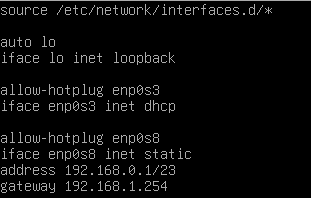 source /etc/network/interfaces.d/*
auto lo
iface lo inet loopback
allow-hotplug enp0s3
iface enp0s3 inet dhcp
allow-hotplug enp0s8
iface enp0s8 inet static
address 192.168.0.1/23
gateway 192.168.1.254